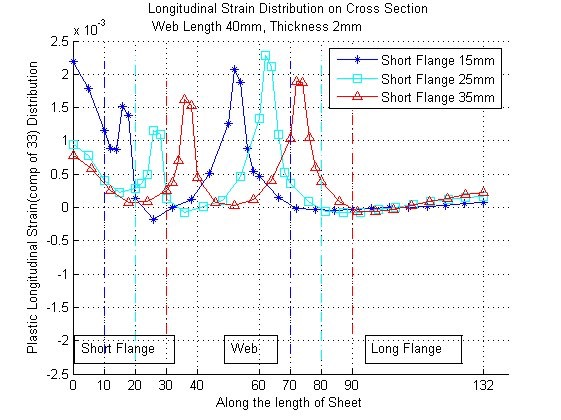 Longitudinal Strain Distribution on Cross Section
Web Length 40mm, Thickness 2mm
x 10^-3
Plastic Longitudinal Strain(comp of 33) Distribution
2.5
2
1.5
1
0.5
0
-0.5
-1
-1.5
-2
-2.5
Short Flange 15mm
Short Flange 25mm
Short Flange 35mm
Short Flange
Web
Long Flange
0 10 20 30 40 60 70 80 90 132
Along the length of Sheet